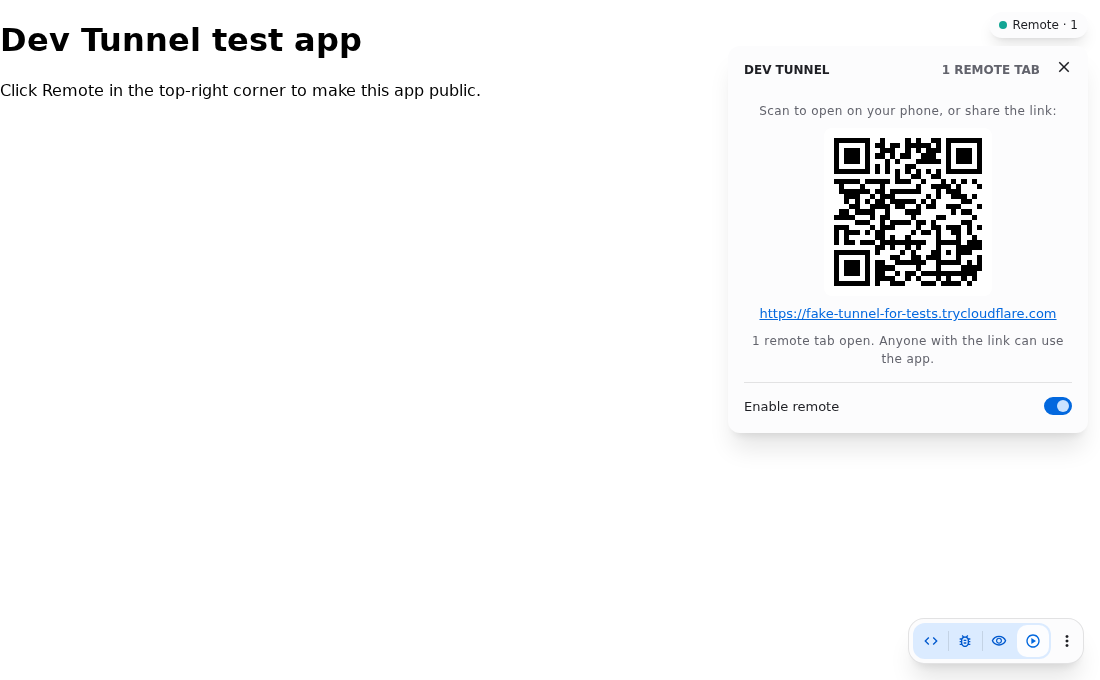 Dev Tunnel test app
Click Remote in the top-right corner to make this app public.
Remote · 1
DEV TUNNEL
1 REMOTE TAB
Scan to open on your phone, or share the link:
https://fake-tunnel-for-tests.trycloudflare.com
1 remote tab open. Anyone with the link can use
the app.
Enable remote